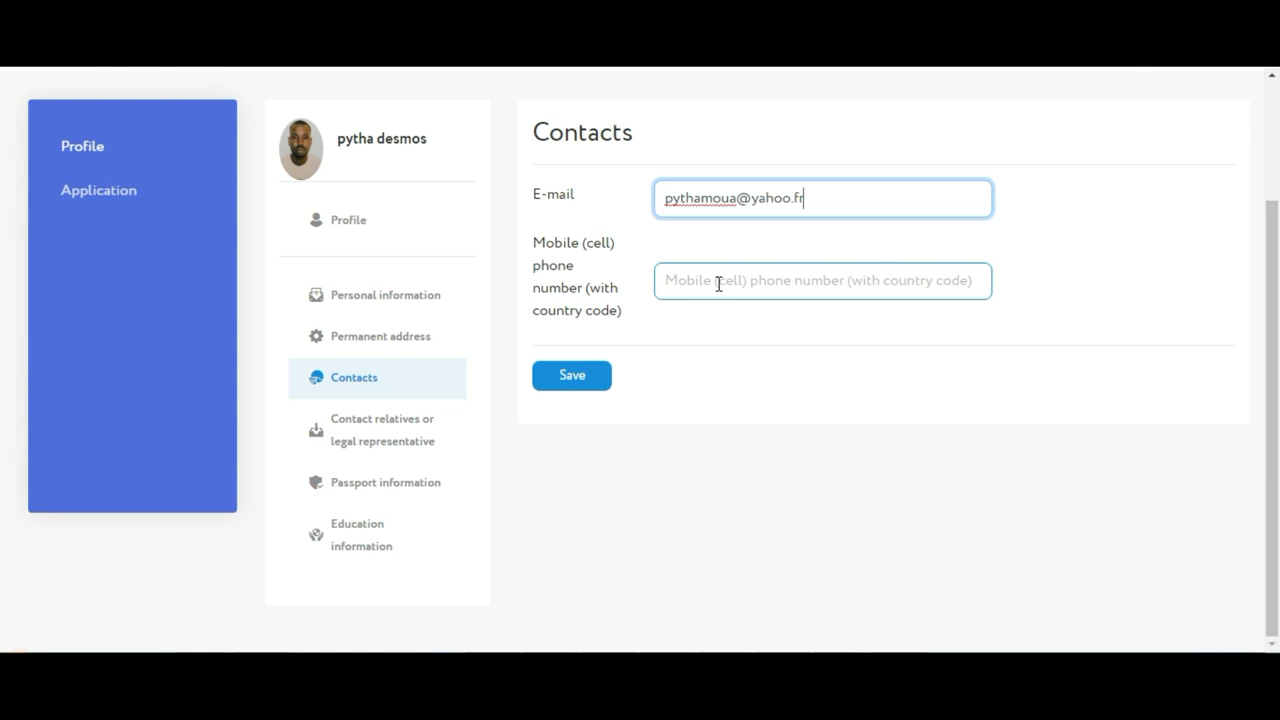 Profile
Application
pytha desmos
Profile
Personal information
Permanent address
Contacts
Contact relatives or
legal representative
Passport information
Education
information
Contacts
E-mail
pythamoua@yahoo.fr
Mobile (cell)
phone
number (with
country code)
Mobile (cell) phone number (with country code)
Save